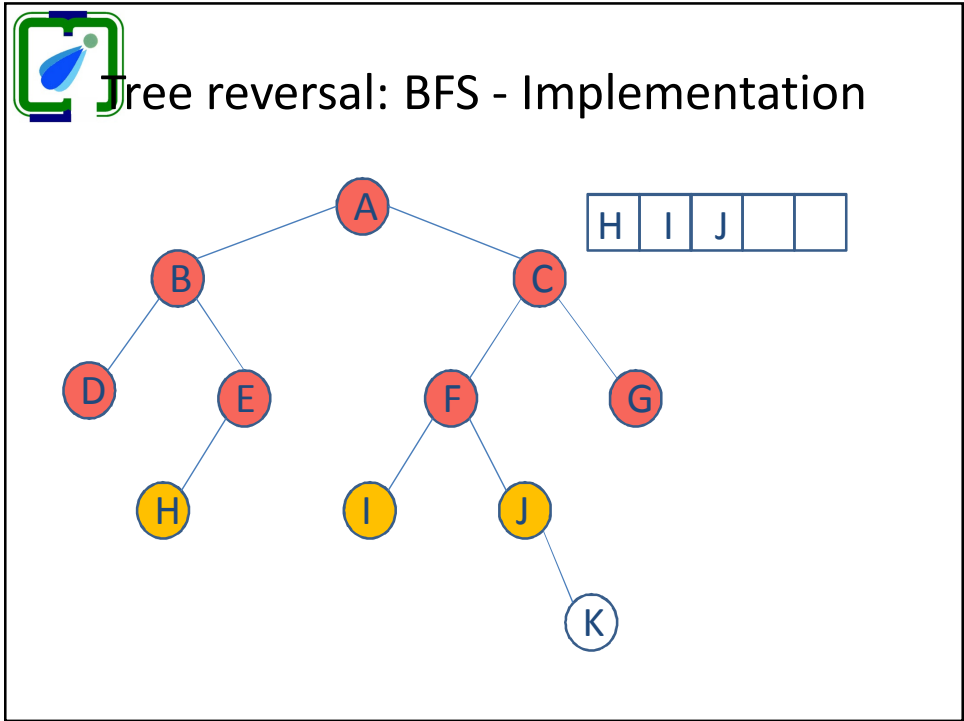 Tree reversal: BFS - Implementation
A
H I J
B C
D E F G
H I J
K